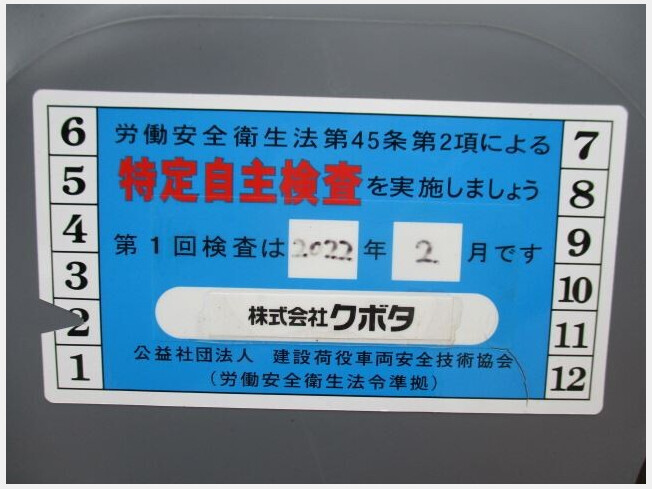 労働安全衛生法第45条第2項による
特定自主検査を実施しましょう
第1回検査は2022年2月です
株式会社クボタ
公益社団法人 建設荷役車両安全技術協会
(労働安全衛生法令準拠)
6
5
4
3
2
1
7
8
9
10
11
12